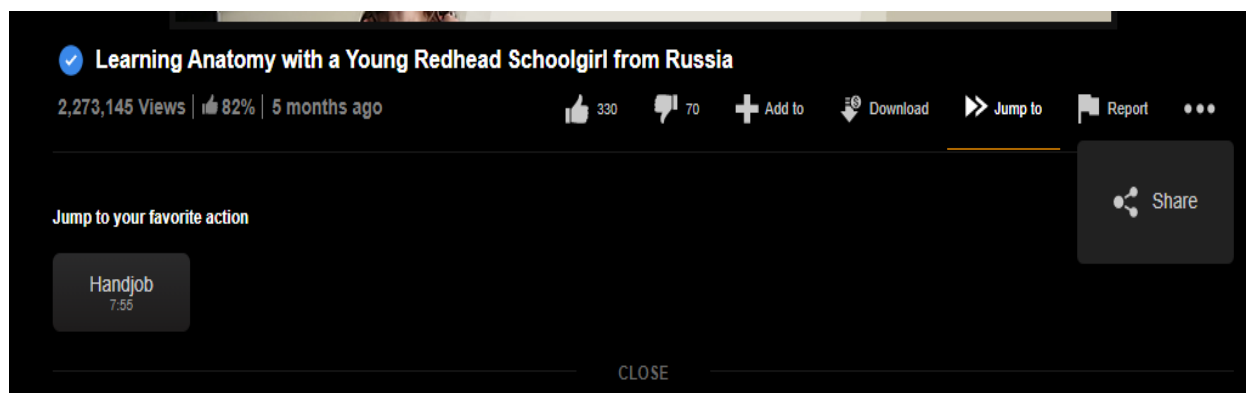 Learning Anatomy with a Young Redhead Schoolgirl from Russia
2,273,145 Views | 82% | 5 months ago 330 70 Add to Download Jump to Report
Share
Jump to your favorite action
Handjob
7:55
CLOSE